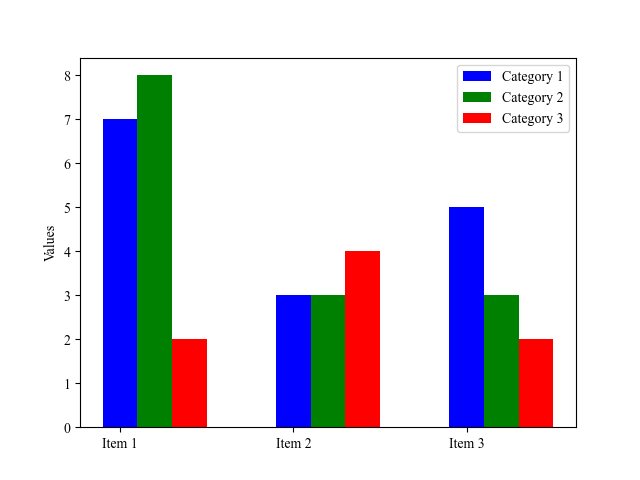 Category 1
Category 2
Category 3
Values
8
7
6
5
4
3
2
1
0
Item 1
Item 2
Item 3